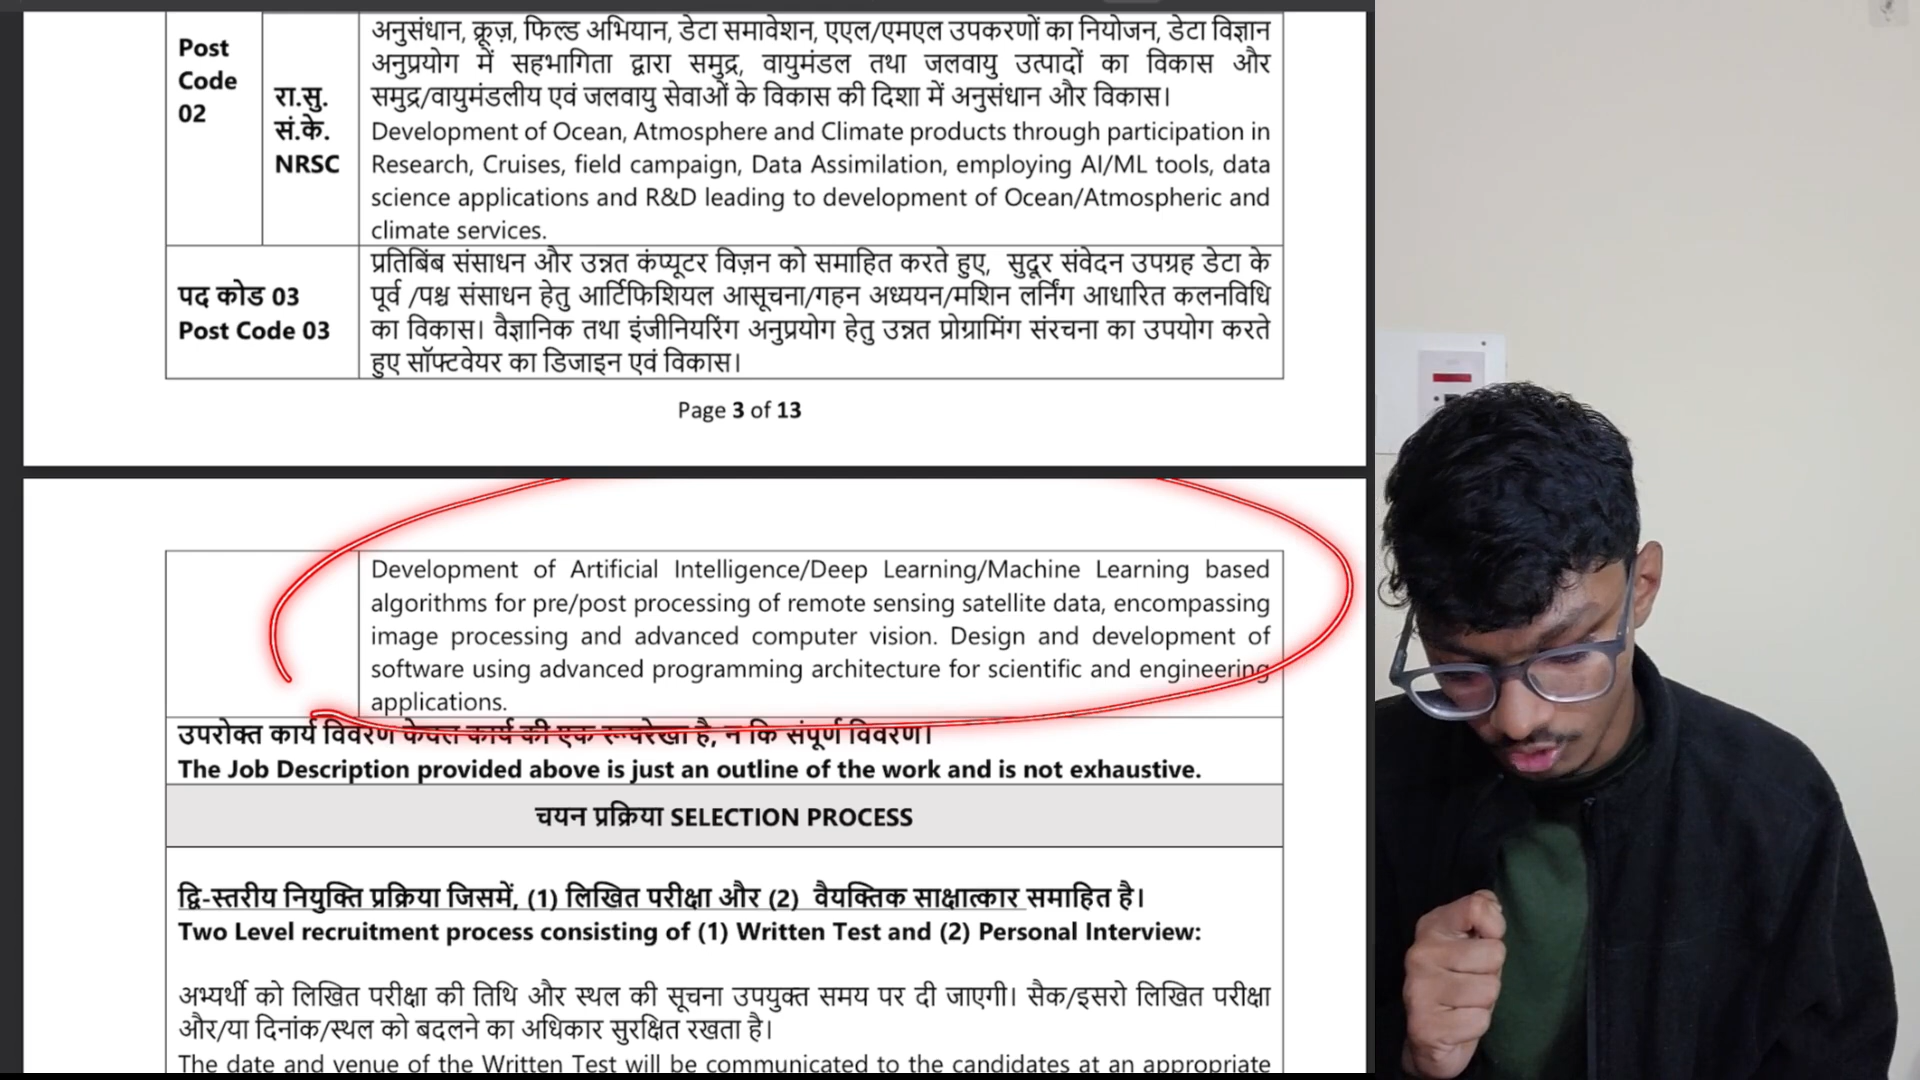 Post
Code
02
रा.सु.
सं.के.
NRSC
अनुसंधान, क्रूज़, फिल्ड अभियान, डेटा समावेशन, एएल/एमएल उपकरणों का नियोजन, डेटा विज्ञान
अनुप्रयोग में सहभागिता द्वारा समुद्र, वायुमंडल तथा जलवायु उत्पादों का विकास और
समुद्र/वायुमंडलीय एवं जलवायु सेवाओं के विकास की दिशा में अनुसंधान और विकास।
Development of Ocean, Atmosphere and Climate products through participation in
Research, Cruises, field campaign, Data Assimilation, employing AI/ML tools, data
science applications and R&D leading to development of Ocean/Atmospheric and
climate services.
पद कोड 03
Post Code 03
प्रतिबिंब संसाधन और उन्नत कंप्यूटर विज़न को समाहित करते हुए, सुदूर संवेदन उपग्रह डेटा के
पूर्व /पश्च संसाधन हेतु आर्टिफिशियल आसूचना/गहन अध्ययन/मशिन लर्निंग आधारित कलनविधि
का विकास। वैज्ञानिक तथा इंजीनियरिंग अनुप्रयोग हेतु उन्नत प्रोग्रामिंग संरचना का उपयोग करते
हुए सॉफ्टवेयर का डिजाइन एवं विकास।
Page 3 of 13
Development of Artificial Intelligence/Deep Learning/Machine Learning based
algorithms for pre/post processing of remote sensing satellite data, encompassing
image processing and advanced computer vision. Design and development of
software using advanced programming architecture for scientific and engineering
applications.
उपरोक्त कार्य विवरण केवल कार्य की एक रूपरेखा है, न कि संपूर्ण विवरण।
The Job Description provided above is just an outline of the work and is not exhaustive.
चयन प्रक्रिया SELECTION PROCESS
द्वि-स्तरीय नियुक्ति प्रक्रिया जिसमें, (1) लिखित परीक्षा और (2) वैयक्तिक साक्षात्कार समाहित है।
Two Level recruitment process consisting of (1) Written Test and (2) Personal Interview:
अभ्यर्थी को लिखित परीक्षा की तिथि और स्थल की सूचना उपयुक्त समय पर दी जाएगी। सैक/इसरो लिखित परीक्षा
और/या दिनांक/स्थल को बदलने का अधिकार सुरक्षित रखता है।
The date and venue of the Written Test will be communicated to the candidates at an appropriate